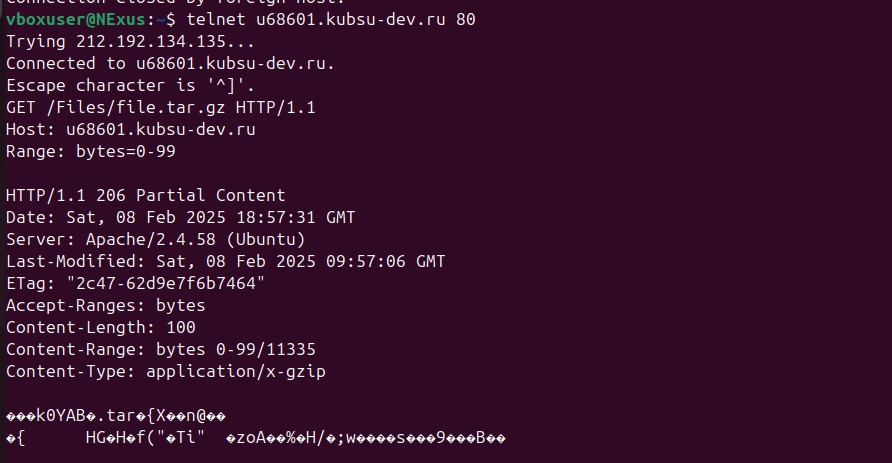 vboxuser@NExus:~$ telnet u68601.kubsu-dev.ru 80
Trying 212.192.134.135...
Connected to u68601.kubsu-dev.ru.
Escape character is '^]'.
GET /Files/file.tar.gz HTTP/1.1
Host: u68601.kubsu-dev.ru
Range: bytes=0-99
HTTP/1.1 206 Partial Content
Date: Sat, 08 Feb 2025 18:57:31 GMT
Server: Apache/2.4.58 (Ubuntu)
Last-Modified: Sat, 08 Feb 2025 09:57:06 GMT
ETag: "2c47-62d9e7f6b7464"
Accept-Ranges: bytes
Content-Length: 100
Content-Range: bytes 0-99/11335
Content-Type: application/x-gzip
���k0YAB�.tar�{X��n@��
�{      HG�H�f("�Ti"  �zoA��%�H/�;w����s���9���B��